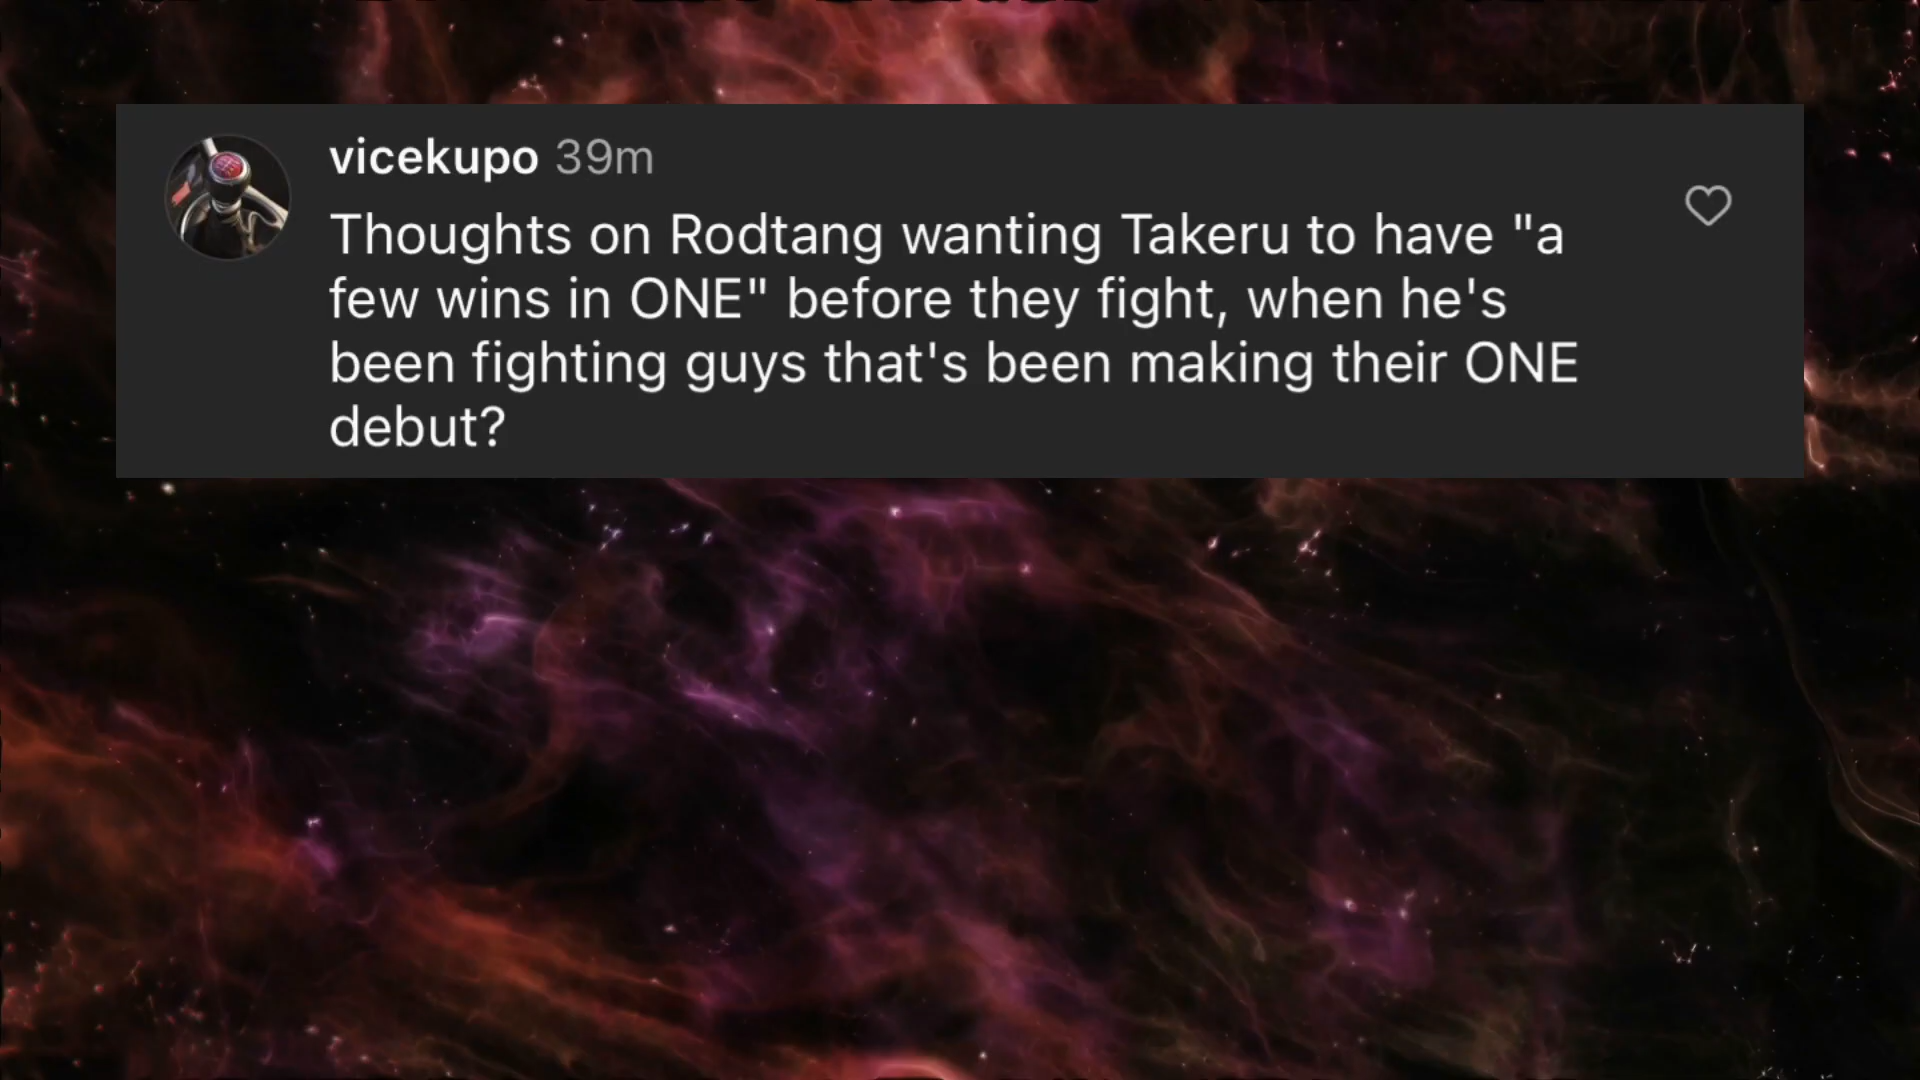 vicekupo 39m
Thoughts on Rodtang wanting Takeru to have "a
few wins in ONE" before they fight, when he's
been fighting guys that's been making their ONE
debut?